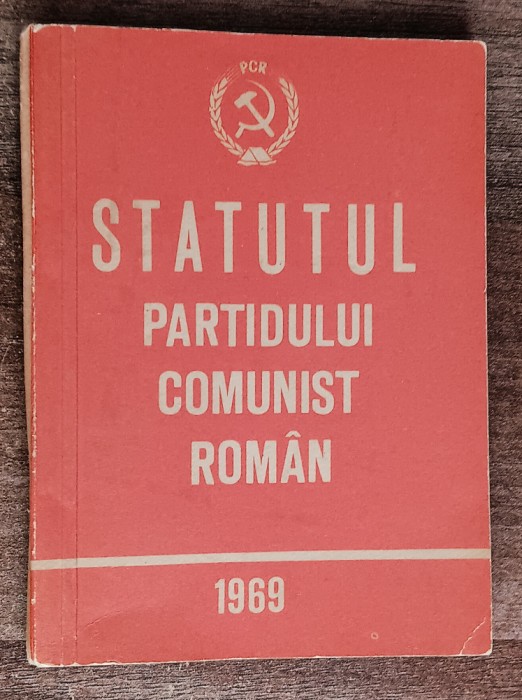 PCR
STATUTUL
PARTIDULUI
COMUNIST
ROMÂN
1969